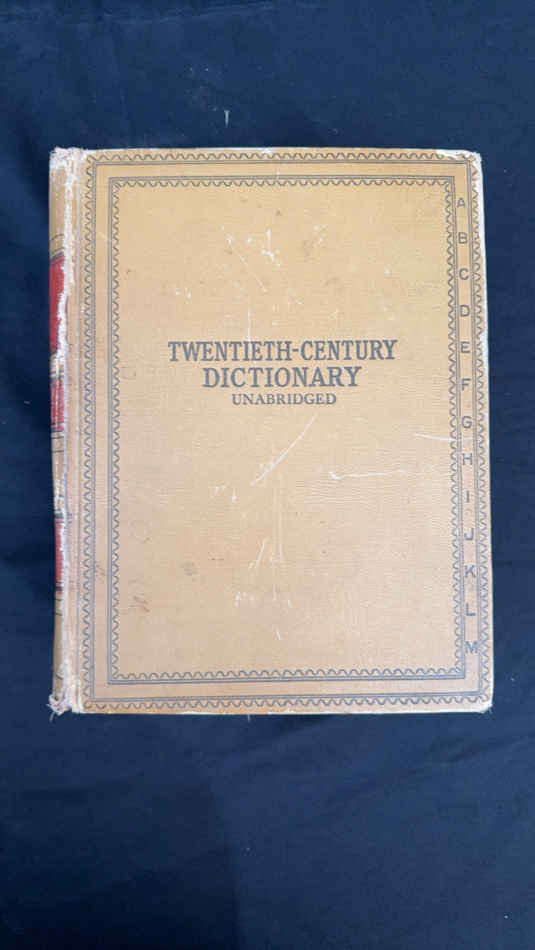 TWENTIETH-CENTURY
DICTIONARY
UNABRIDGED
A
B
C
D
E
F
G
H
I
J
K
L
M